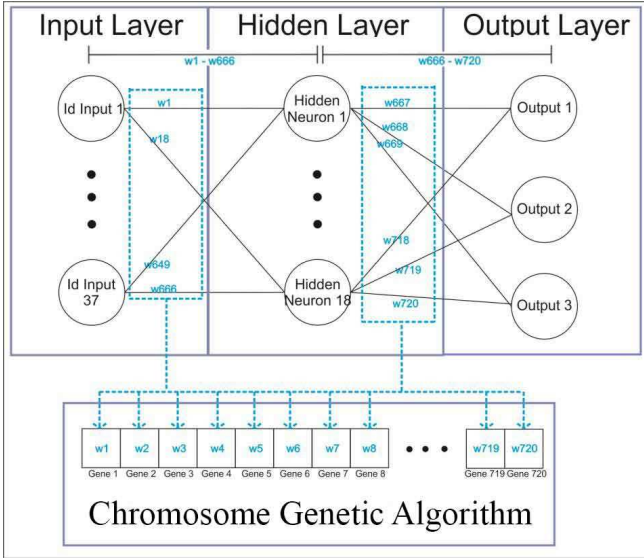 Input Layer Hidden Layer Output Layer
w1 - w666 w666 - w720
Id Input 1 w1 Hidden Neuron 1 w667 Output 1
w18 w668
w669
Output 2
w649 w718
w719
Id Input 37 w666 Hidden Neuron 18 w720 Output 3
w1 w2 w3 w4 w5 w6 w7 w8 w719 w720
Gene 1 Gene 2 Gene 3 Gene 4 Gene 5 Gene 6 Gene 7 Gene 8 Gene 719 Gene 720
Chromosome Genetic Algorithm